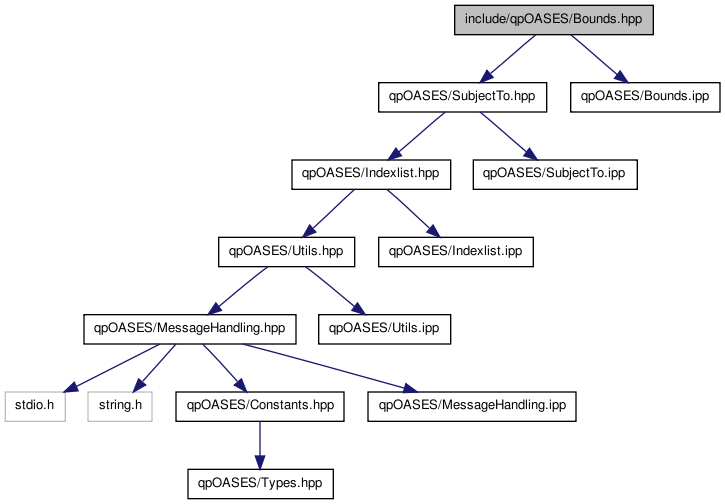 include/qpOASES/Bounds.hpp
qpOASES/SubjectTo.hpp
qpOASES/Bounds.ipp
qpOASES/Indexlist.hpp
qpOASES/SubjectTo.ipp
qpOASES/Utils.hpp
qpOASES/Indexlist.ipp
qpOASES/MessageHandling.hpp
qpOASES/Utils.ipp
stdio.h
string.h
qpOASES/Constants.hpp
qpOASES/MessageHandling.ipp
qpOASES/Types.hpp